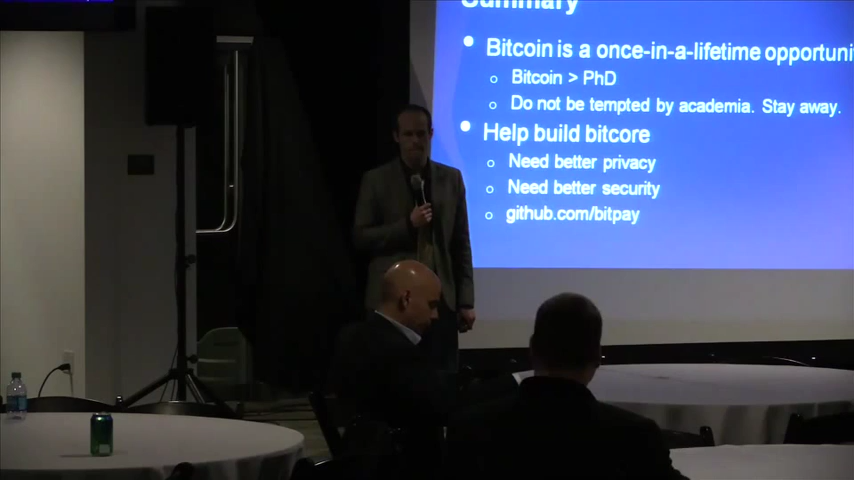 Summary
Bitcoin is a once-in-a-lifetime opportuni
Bitcoin > PhD
Do not be tempted by academia. Stay away.
Help build bitcore
Need better privacy
Need better security
github.com/bitpay